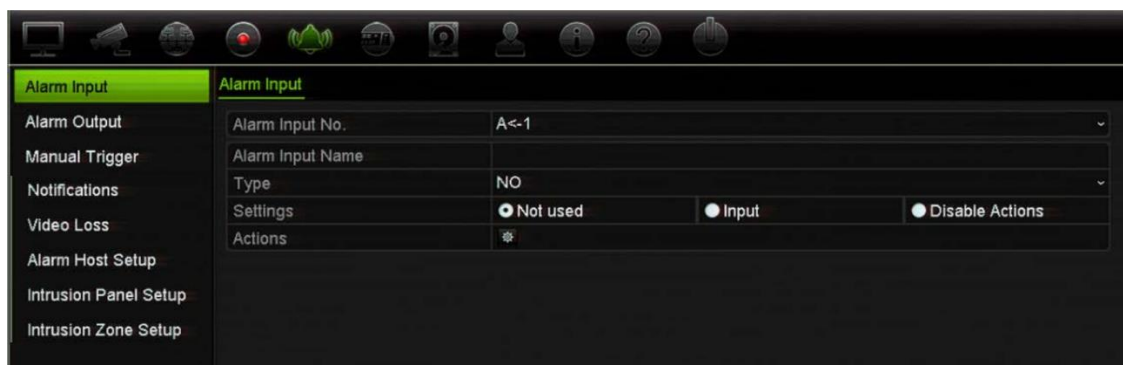 Alarm Input
Alarm Output
Manual Trigger
Notifications
Video Loss
Alarm Host Setup
Intrusion Panel Setup
Intrusion Zone Setup
Alarm Input
Alarm Input No. A<-1
Alarm Input Name
Type NO
Settings Not used Input Disable Actions
Actions